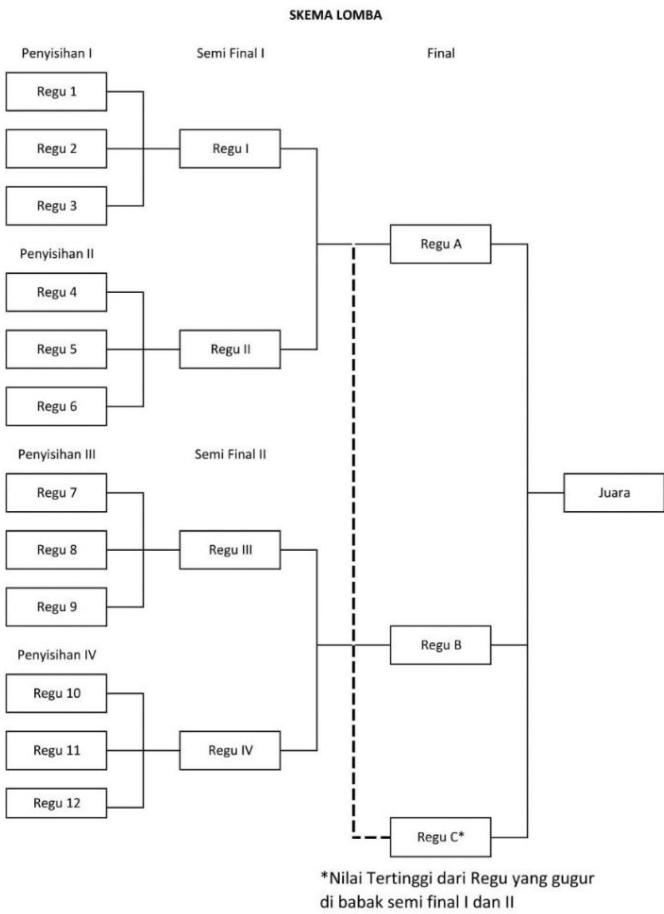 SKEMA LOMBA
Penyisihan I
Semi Final I
Final
Regu 1
Regu 2
Regu I
Regu 3
Regu A
Penyisihan II
Regu 4
Regu 5
Regu II
Regu 6
Penyisihan III
Semi Final II
Regu 7
Juara
Regu 8
Regu III
Regu 9
Regu B
Penyisihan IV
Regu 10
Regu 11
Regu IV
Regu 12
Regu C*
*Nilai Tertinggi dari Regu yang gugur
di babak semi final I dan II